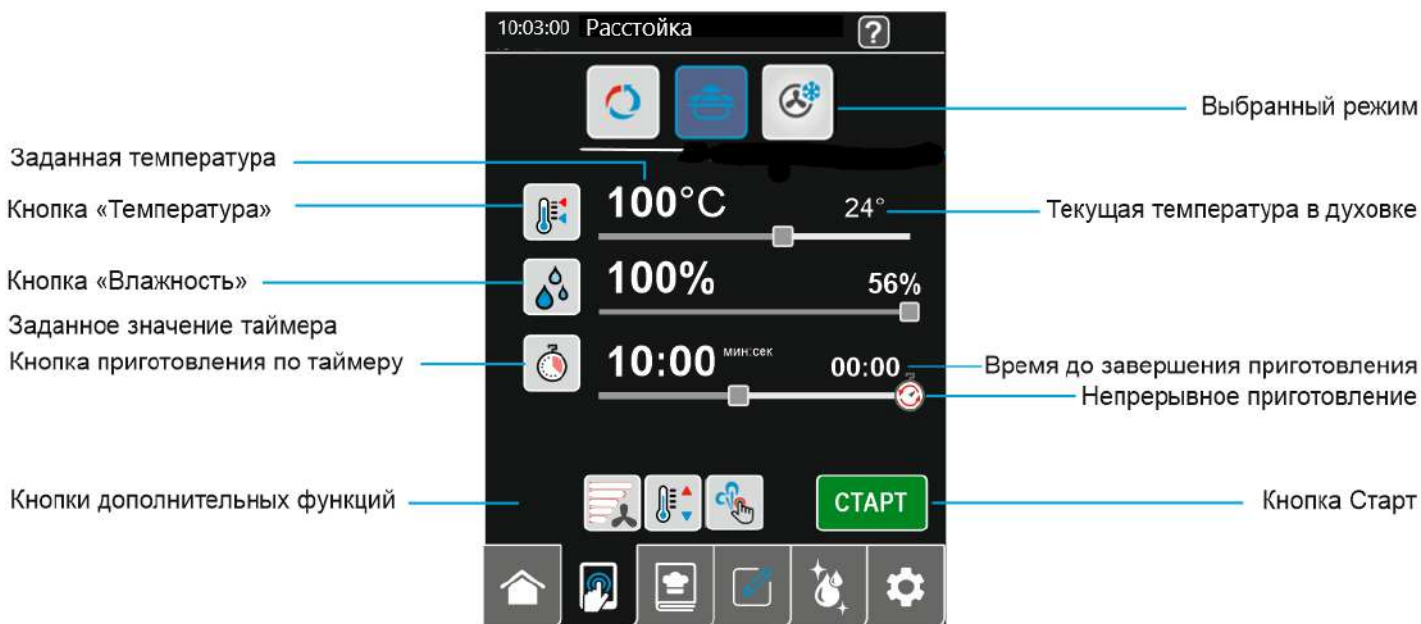 10:03:00 Расстойка ?
Выбранный режим
Заданная температура
Кнопка «Температура»
100°C
24°
Текущая температура в духовке
Кнопка «Влажность»
100%
56%
Заданное значение таймера
Кнопка приготовления по таймеру
10:00 мин:сек
00:00
Время до завершения приготовления
Непрерывное приготовление
Кнопки дополнительных функций
СТАРТ
Кнопка Старт